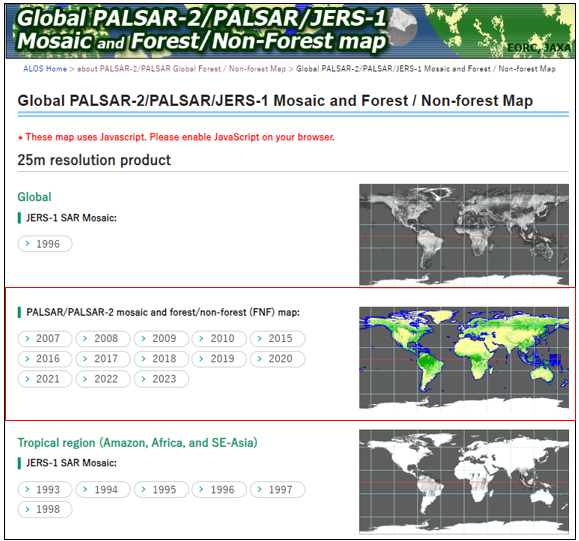 Global PALSAR-2/PALSAR/JERS-1
Mosaic and Forest/Non-Forest map
EORC, JAXA
ALOS Home > about PALSAR-2/PALSAR Global Forest / Non-forest Map > Global PALSAR-2/PALSAR/JERS-1 Mosaic and Forest / Non-forest Map
Global PALSAR-2/PALSAR/JERS-1 Mosaic and Forest / Non-forest Map
* These map uses Javascript. Please enable JavaScript on your browser.
25m resolution product
Global
JERS-1 SAR Mosaic:
> 1996
PALSAR/PALSAR-2 mosaic and forest/non-forest (FNF) map:
> 2007 > 2008 > 2009 > 2010 > 2015
> 2016 > 2017 > 2018 > 2019 > 2020
> 2021 > 2022 > 2023
Tropical region (Amazon, Africa, and SE-Asia)
JERS-1 SAR Mosaic:
> 1993 > 1994 > 1995 > 1996 > 1997
> 1998